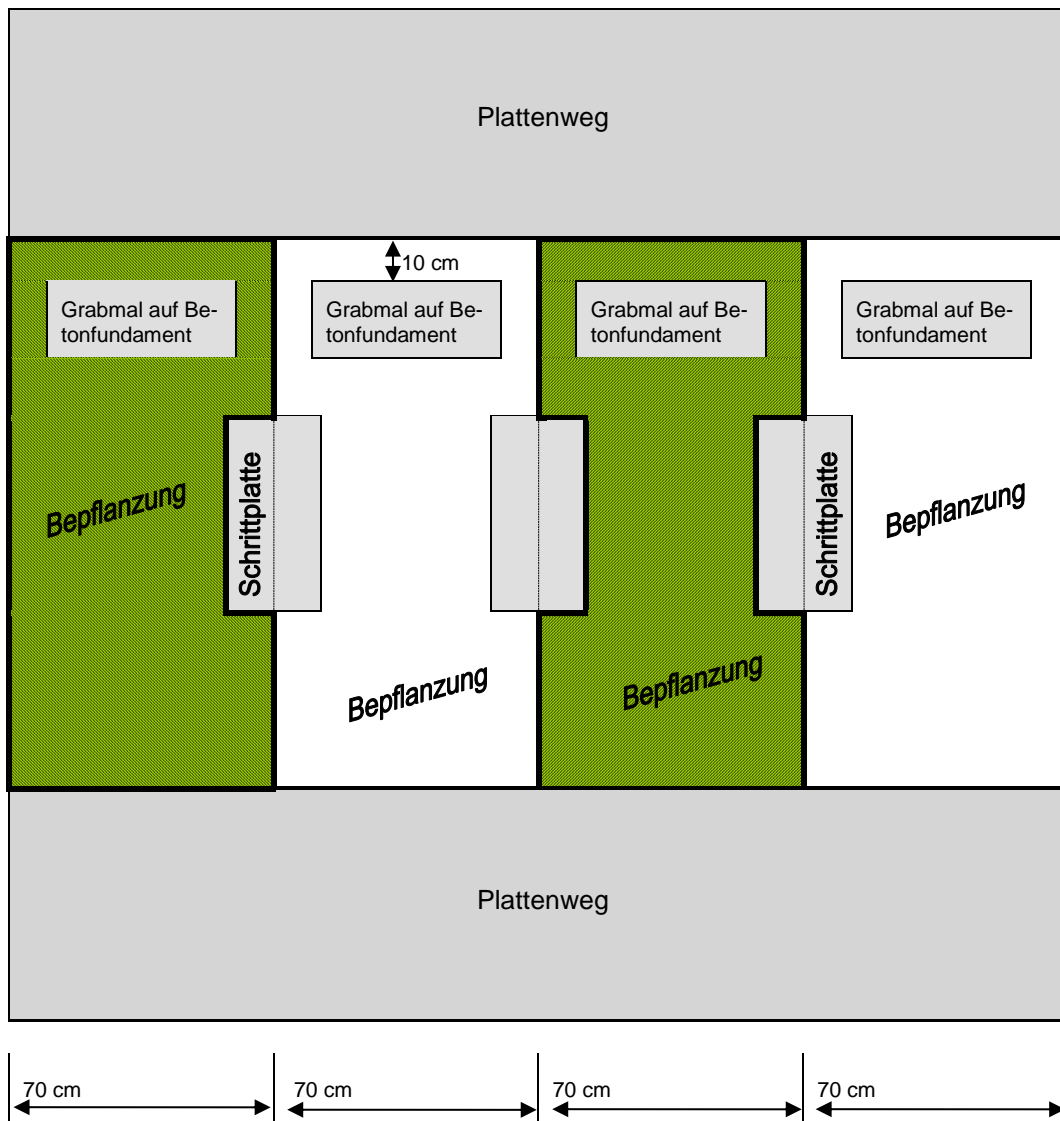 Plattenweg
10 cm
Grabmal auf Be-
tonfundament
Grabmal auf Be-
tonfundament
Grabmal auf Be-
tonfundament
Grabmal auf Be-
tonfundament
Bepflanzung
Schrittplatte
Bepflanzung
Bepflanzung
Schrittplatte
Bepflanzung
Plattenweg
70 cm
70 cm
70 cm
70 cm